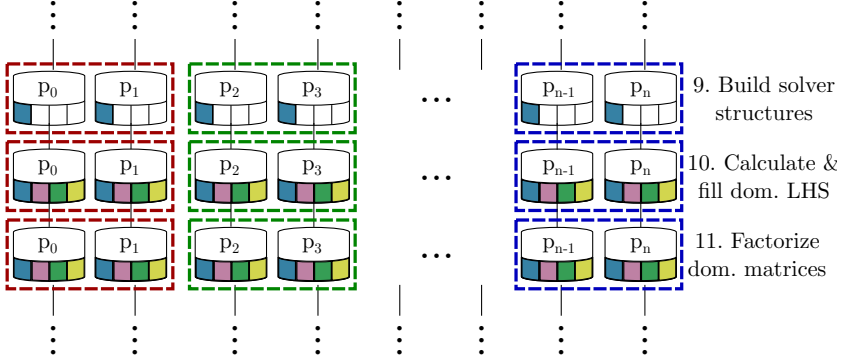 p0 p1 p2 p3 ... pn-1 pn 9. Build solver
structures
p0 p1 p2 p3 ... pn-1 pn 10. Calculate &
fill dom. LHS
p0 p1 p2 p3 ... pn-1 pn 11. Factorize
dom. matrices